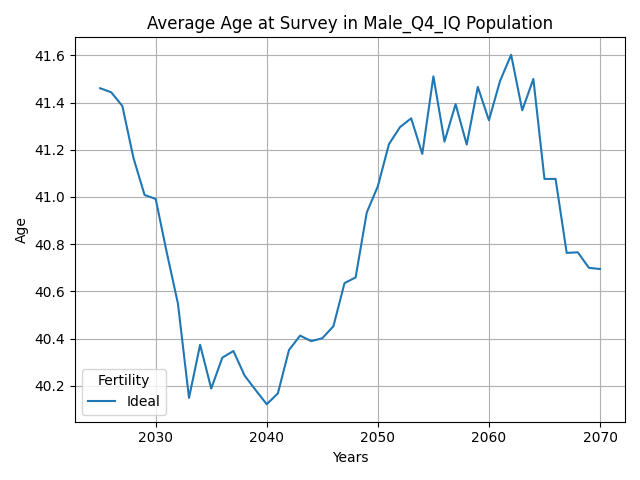 Average Age at Survey in Male_Q4_IQ Population
Age
41.6
41.4
41.2
41.0
40.8
40.6
40.4
40.2
Fertility
Ideal
2030 2040 2050 2060 2070
Years